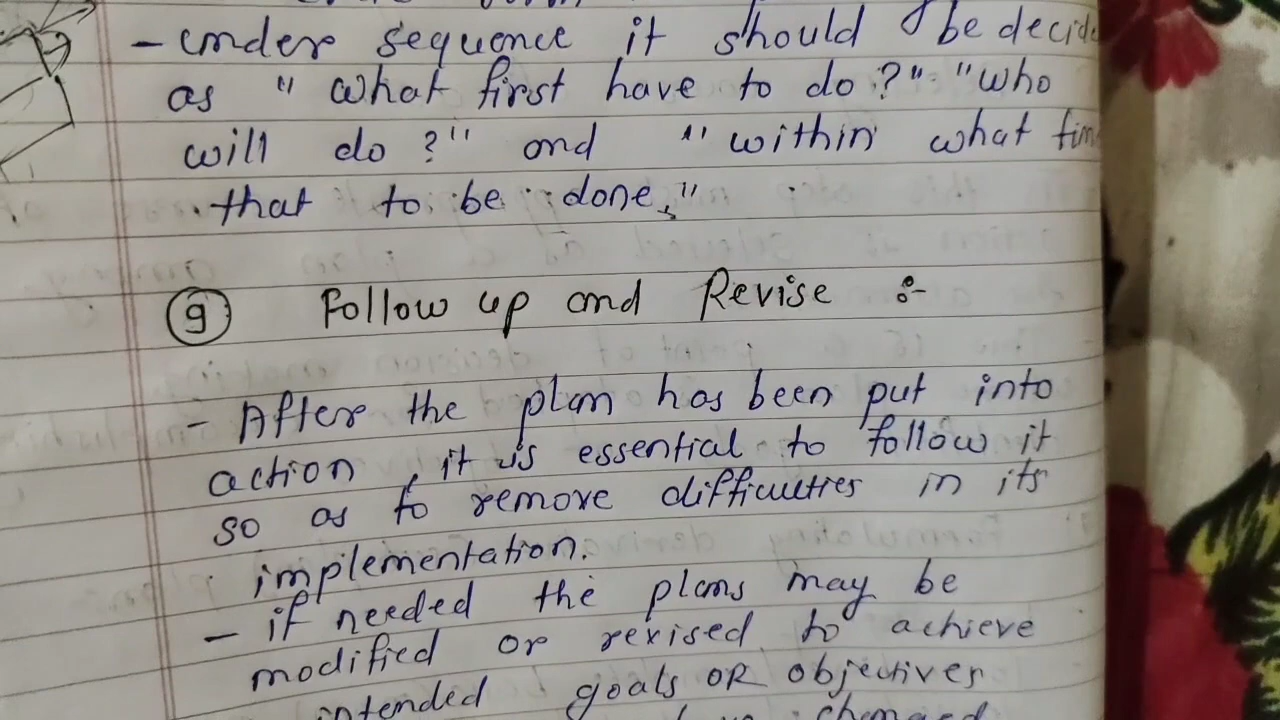 - Under sequence it should be decide
as "What first have to do?" "Who
will do?" and "within what tim
that to be done."
⑨ Follow up and Revise :-
- After the plan has been put into
action, it is essential to follow it
so as to remove difficulties in its
implementation.
- if needed the plans may be
modified or revised to achieve
intended goals OR objectives
changed